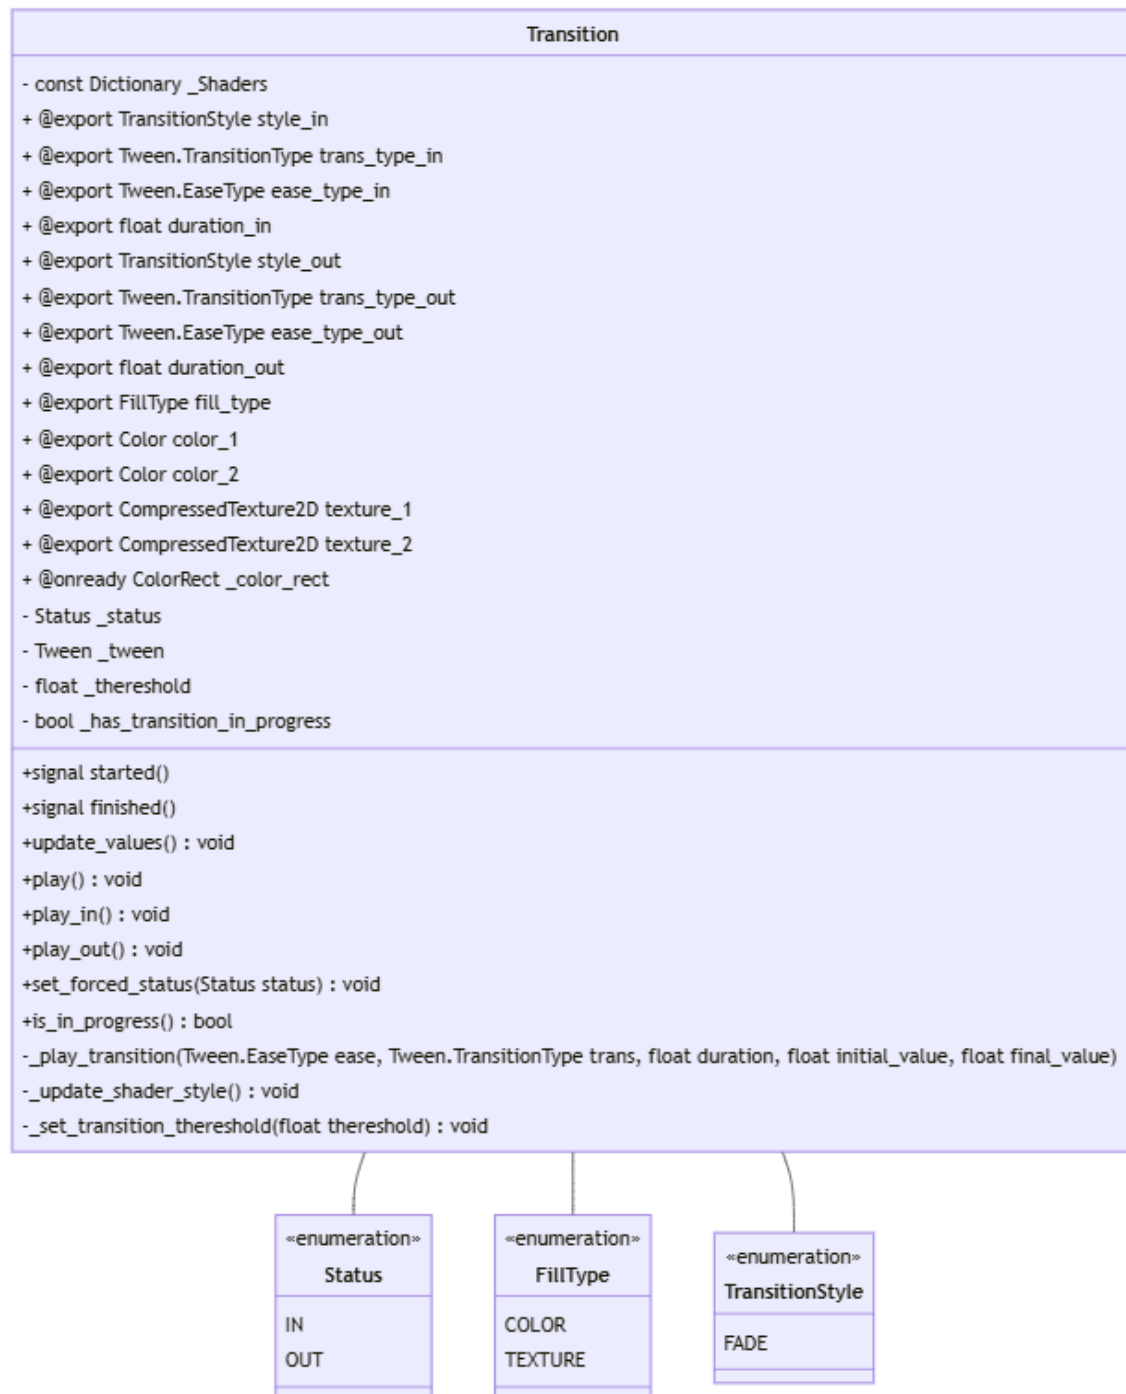 Transition
- const Dictionary _Shaders
+ @export TransitionStyle style_in
+ @export Tween.TransitionType trans_type_in
+ @export Tween.EaseType ease_type_in
+ @export float duration_in
+ @export TransitionStyle style_out
+ @export Tween.TransitionType trans_type_out
+ @export Tween.EaseType ease_type_out
+ @export float duration_out
+ @export FillType fill_type
+ @export Color color_1
+ @export Color color_2
+ @export CompressedTexture2D texture_1
+ @export CompressedTexture2D texture_2
+ @onready ColorRect _color_rect
- Status _status
- Tween _tween
- float _thereshold
- bool _has_transition_in_progress
+signal started()
+signal finished()
+update_values() : void
+play() : void
+play_in() : void
+play_out() : void
+set_forced_status(Status status) : void
+is_in_progress() : bool
-_play_transition(Tween.EaseType ease, Tween.TransitionType trans, float duration, float initial_value, float final_value)
-_update_shader_style() : void
-_set_transition_thereshold(float thereshold) : void
«enumeration»
Status
IN
OUT
«enumeration»
FillType
COLOR
TEXTURE
«enumeration»
TransitionStyle
FADE